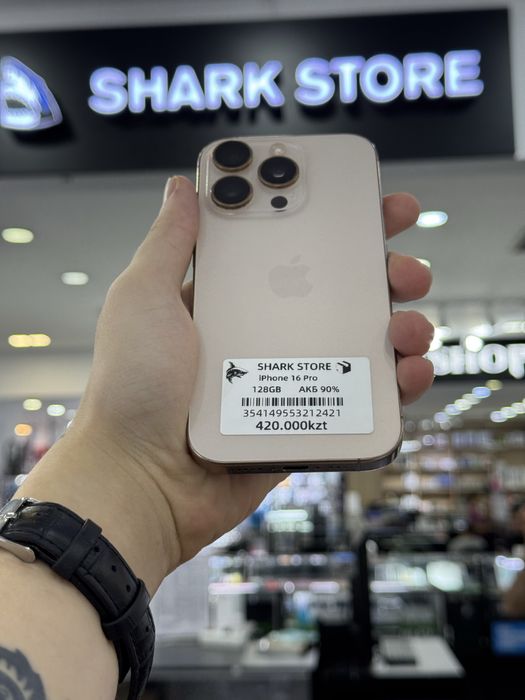 SHARK STORE
SHARK STORE
iPhone 16 Pro
128GB АКБ 90%
354149553212421
420.000kzt